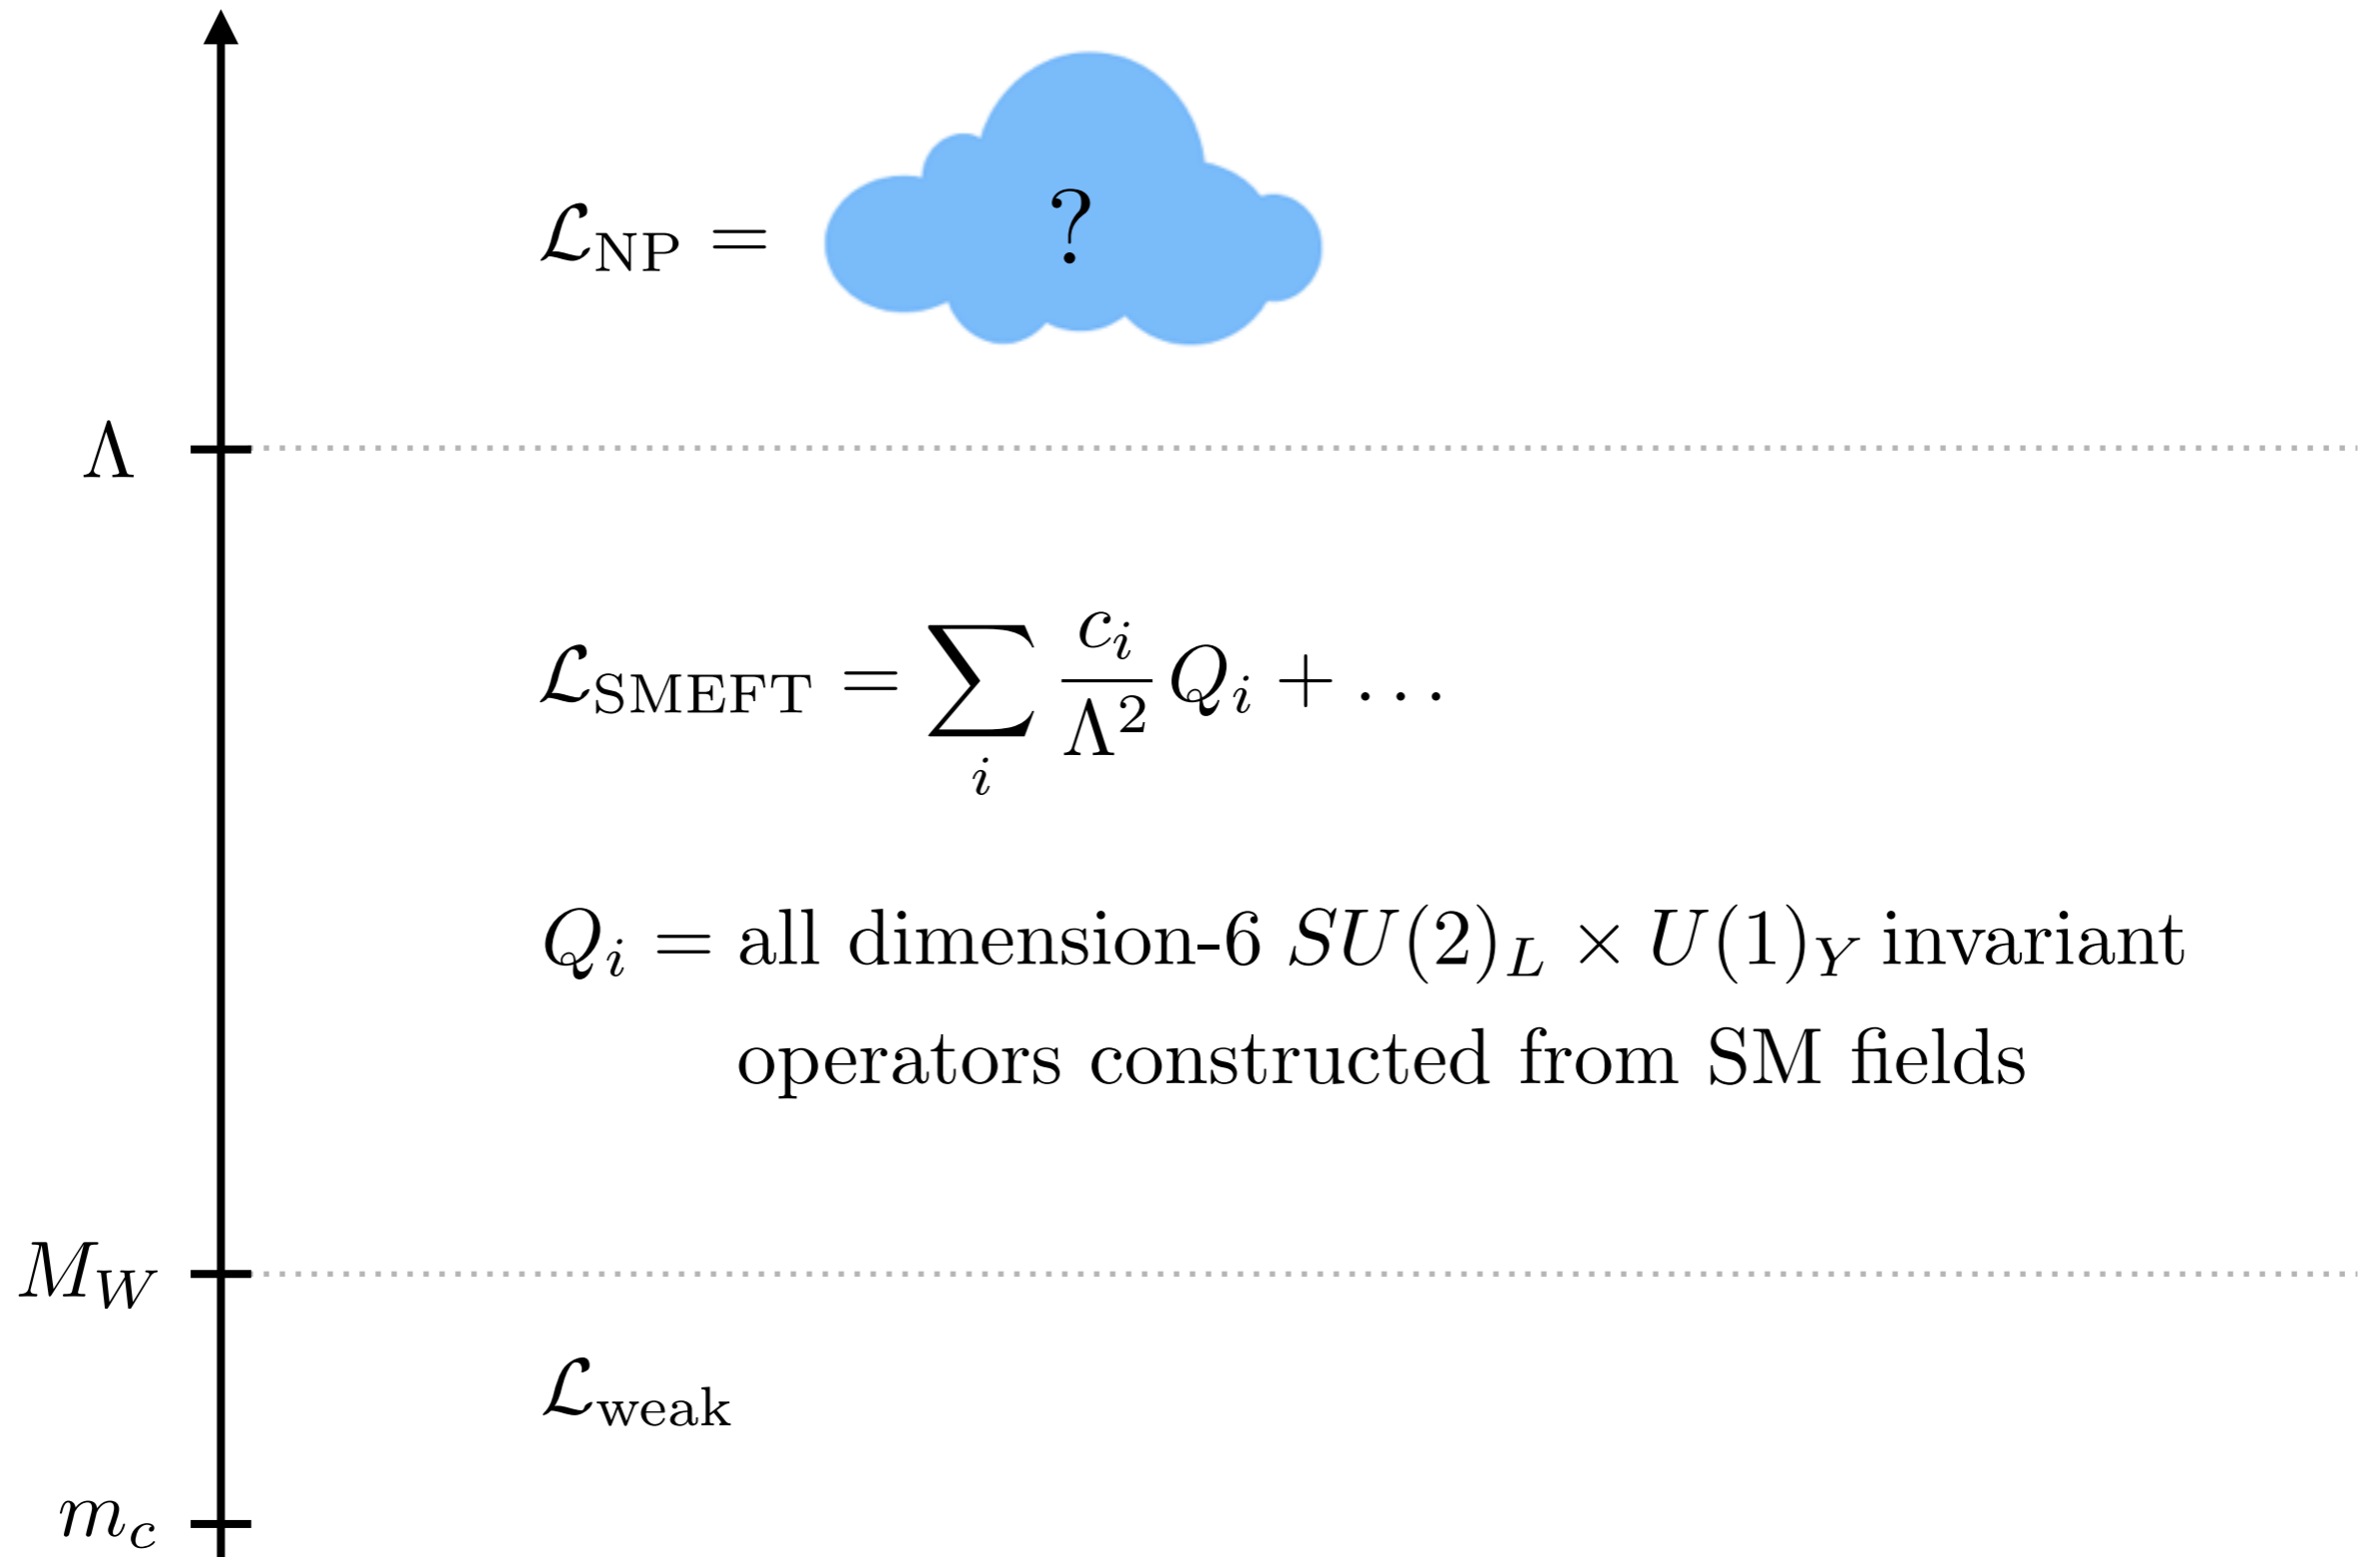 ℒ_NP = ?
Λ
ℒ_SMEFT = ∑_i c_i/Λ² Q_i + …
Q_i = all dimension-6 SU(2)_L × U(1)_Y invariant
operators constructed from SM fields
M_W
ℒ_weak
m_c